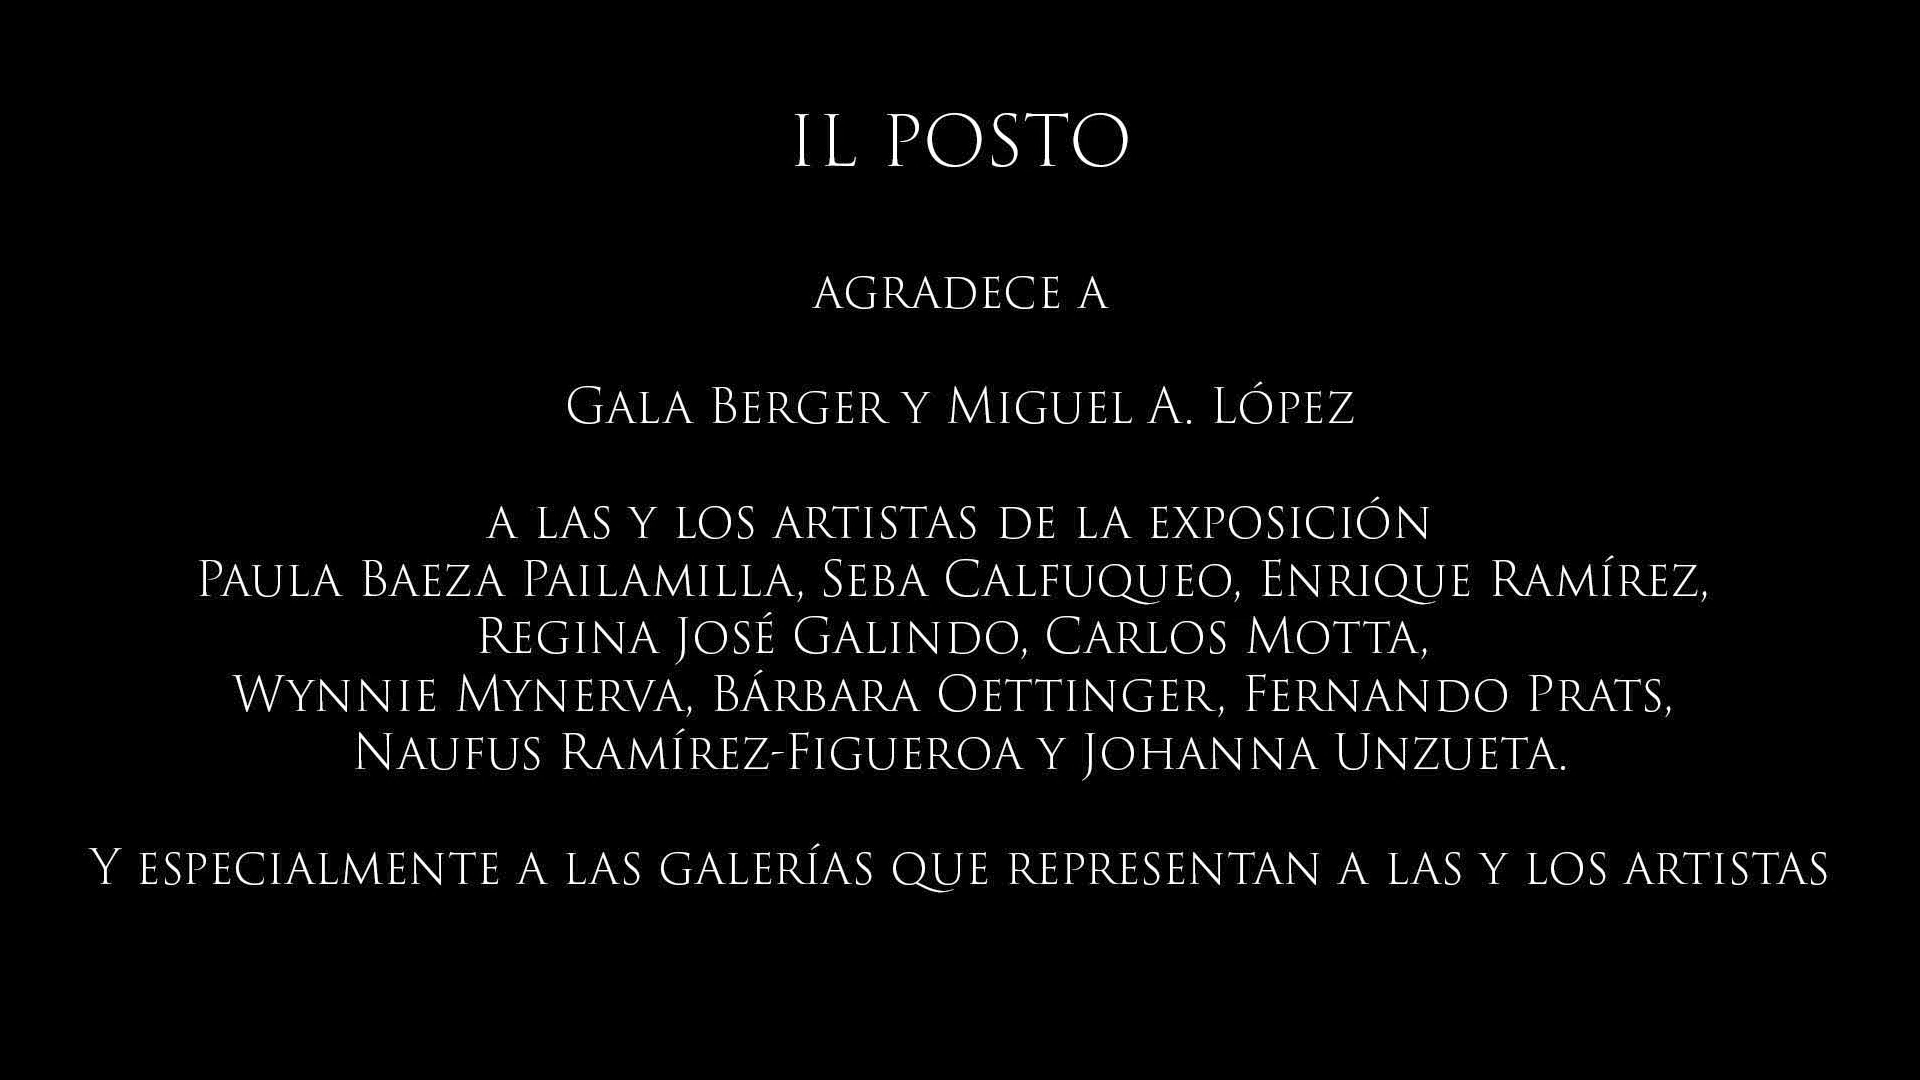 IL POSTO
AGRADECE A
GALA BERGER Y MIGUEL A. LÓPEZ
A LAS Y LOS ARTISTAS DE LA EXPOSICIÓN
PAULA BAEZA PAILAMILLA, SEBA CALFUQUEO, ENRIQUE RAMÍREZ,
REGINA JOSÉ GALINDO, CARLOS MOTTA,
WYNNIE MYNERVA, BÁRBARA OETTINGER, FERNANDO PRATS,
NAUFUS RAMÍREZ-FIGUEROA Y JOHANNA UNZUETA.
Y ESPECIALMENTE A LAS GALERÍAS QUE REPRESENTAN A LAS Y LOS ARTISTAS